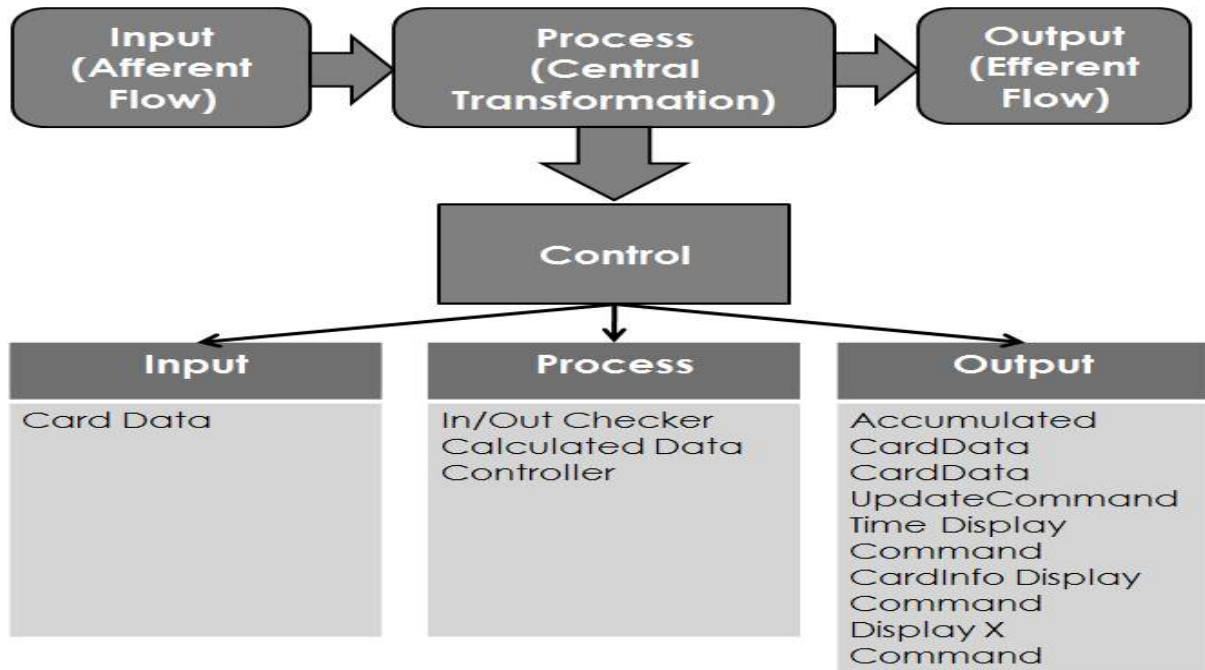 Input
(Afferent
Flow)
Process
(Central
Transformation)
Output
(Efferent
Flow)
Control
Input
Card Data
Process
In/Out Checker
Calculated Data
Controller
Output
Accumulated
CardData
CardData
UpdateCommand
Time Display
Command
CardInfo Display
Command
Display X
Command